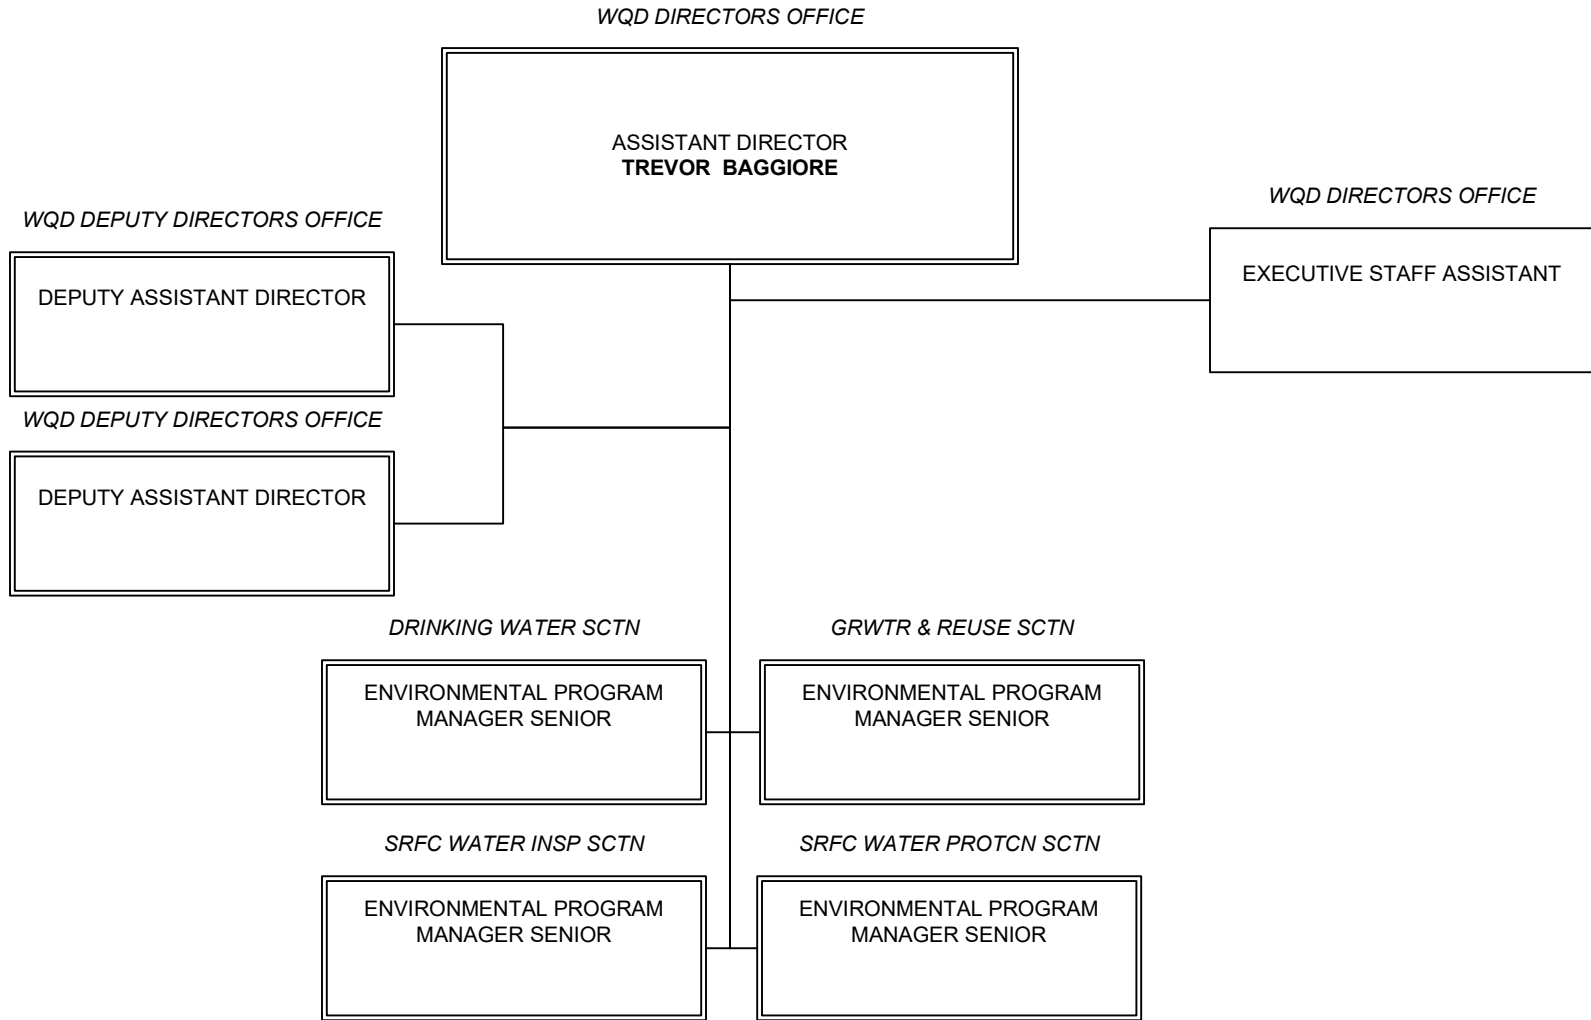 WQD DIRECTORS OFFICE
ASSISTANT DIRECTOR
TREVOR BAGGIORE
WQD DEPUTY DIRECTORS OFFICE
DEPUTY ASSISTANT DIRECTOR
WQD DIRECTORS OFFICE
EXECUTIVE STAFF ASSISTANT
WQD DEPUTY DIRECTORS OFFICE
DEPUTY ASSISTANT DIRECTOR
DRINKING WATER SCTN
ENVIRONMENTAL PROGRAM
MANAGER SENIOR
GRWTR & REUSE SCTN
ENVIRONMENTAL PROGRAM
MANAGER SENIOR
SRFC WATER INSP SCTN
ENVIRONMENTAL PROGRAM
MANAGER SENIOR
SRFC WATER PROTCN SCTN
ENVIRONMENTAL PROGRAM
MANAGER SENIOR